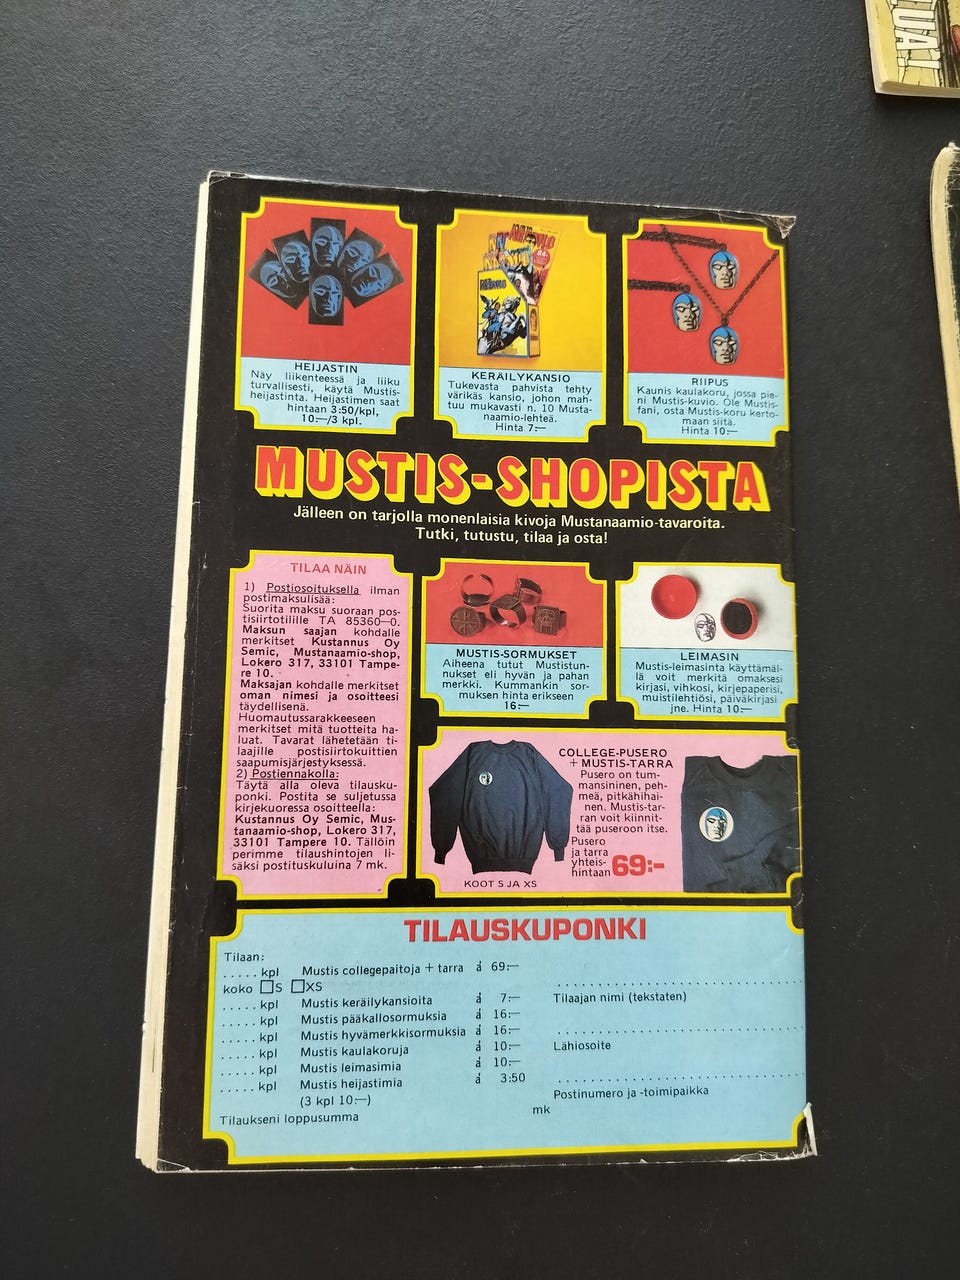 UA!
HEIJASTIN
Näy liikenteessä ja liiku
turvallisesti, käytä Mustis-
heijastinta. Heijastimen saat
hintaan 3:50/kpl,
10:—/3 kpl.
KERÄILYKANSIO
Tukevasta pahvista tehty
värikäs kansio, johon mah-
tuu mukavasti n. 10 Musta-
naamio-lehteä.
Hinta 7:—
RIIPUS
Kaunis kaulakoru, jossa pie-
ni Mustis-kuvio. Ole Mustis-
fani, osta Mustis-koru kerto-
maan siitä.
Hinta 10:—
MUSTIS-SHOPISTA
Jälleen on tarjolla monenlaisia kivoja Mustanaamio-tavaroita.
Tutki, tutustu, tilaa ja osta!
TILAA NÄIN
1) Postiosoituksella ilman
postimaksulisää:
Suorita maksu suoraan pos-
tisiirtotilille TA 85360—0.
Maksun saajan kohdalle
merkitset Kustannus Oy
Semic, Mustanaamio-shop,
Lokero 317, 33101 Tampe-
re 10.
Maksajan kohdalle merkitset
oman nimesi ja osoitteesi
täydellisenä.
Huomautussarakkeeseen
merkitset mitä tuotteita ha-
luat. Tavarat lähetetään ti-
laajille postisiirtokuittien
saapumisjärjestyksessä.
2) Postiennakolla:
Täytä alla oleva tilausku-
ponki. Postita se suljetussa
kirjekuoressa osoitteella:
Kustannus Oy Semic, Mus-
tanaamio-shop, Lokero 317,
33101 Tampere 10. Tällöin
perimme tilaushintojen li-
säksi postituskuluina 7 mk.
MUSTIS-SORMUKSET
Aiheena tutut Mustistun-
nukset eli hyvän ja pahan
merkki. Kummankin sor-
muksen hinta erikseen
16:—
LEIMASIN
Mustis-leimasinta käyttämäl-
lä voit merkitä omaksesi
kirjasi, vihkosi, kirjepaperisi,
muistilehtiösi, päiväkirjasi
jne. Hinta 10:—
COLLEGE-PUSERO
+ MUSTIS-TARRA
Pusero on tum-
mansininen, peh-
meä, pitkähihai-
nen. Mustis-tar-
ran voit kiinnit-
tää puseroon itse.
Pusero
ja tarra
yhteis-
hintaan 69:-
KOOT S JA XS
TILAUSKUPONKI
Tilaan:
..... kpl Mustis collegepaitoja + tarra á 69:—
koko □S □XS
..... kpl Mustis keräilykansioita á 7:—
..... kpl Mustis pääkallosormuksia á 16:—
..... kpl Mustis hyvämerkkisormuksia á 16:—
..... kpl Mustis kaulakoruja á 10:—
..... kpl Mustis leimasimia á 10:—
..... kpl Mustis heijastimia á 3:50
(3 kpl 10:—)
Tilaukseni loppusumma mk
Tilaajan nimi (tekstaten)
Lähiosoite
Postinumero ja -toimipaikka